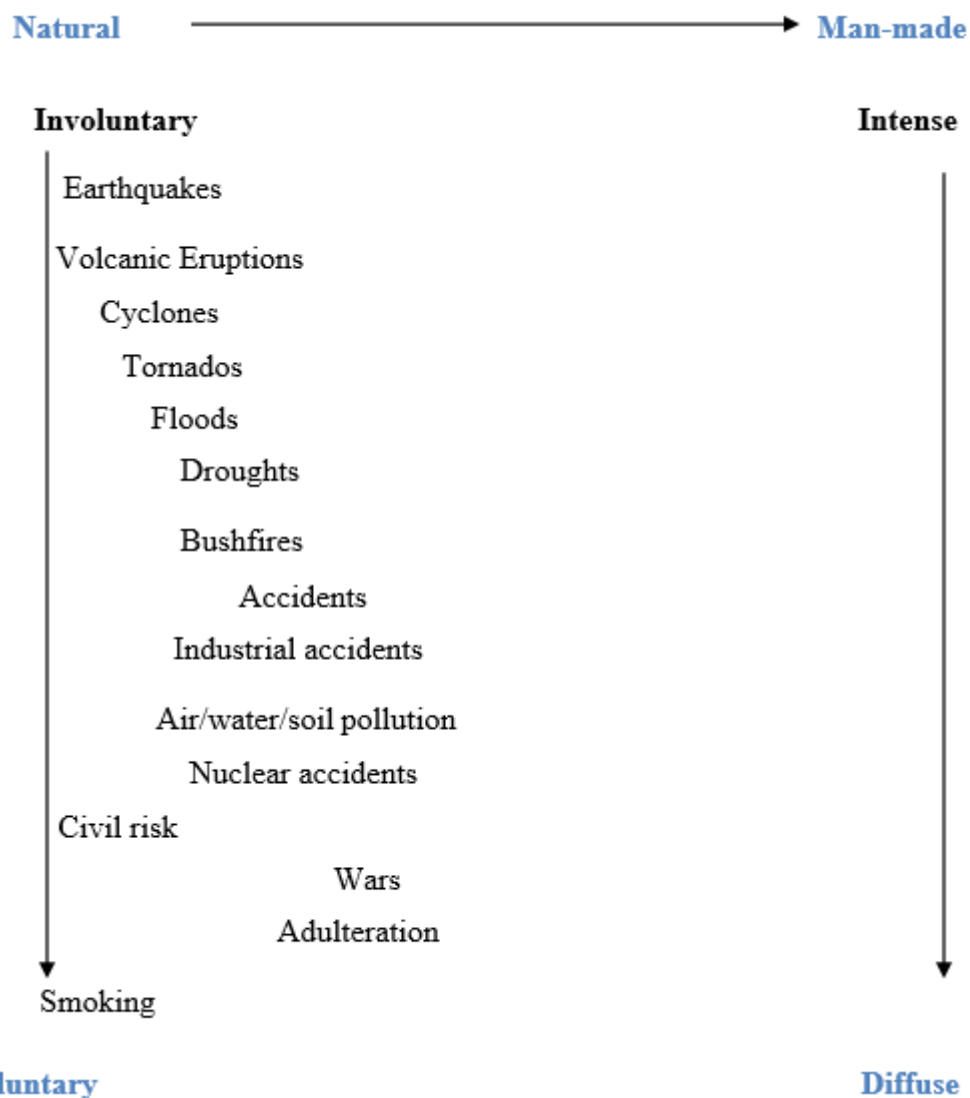 Natural Man-made
Involuntary Intense
Earthquakes
Volcanic Eruptions
Cyclones
Tornados
Floods
Droughts
Bushfires
Accidents
Industrial accidents
Air/water/soil pollution
Nuclear accidents
Civil risk
Wars
Adulteration
Smoking
luntary Diffuse